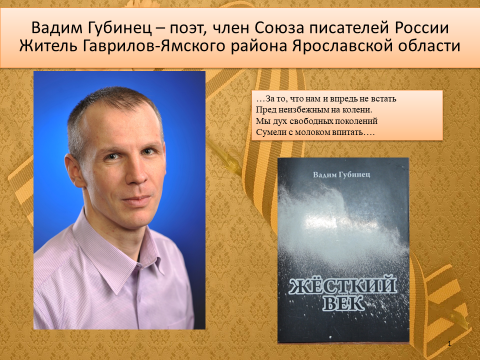 Вадим Губинец – поэт, член Союза писателей России
Житель Гаврилов-Ямского района Ярославской области
…За то, что нам и впредь не встать
Пред неизбежным на колени.
Мы дух свободных поколений
Сумели с молоком впитать….
Вадим Губинец
ЖЁСТКИЙ
ВЕК
1